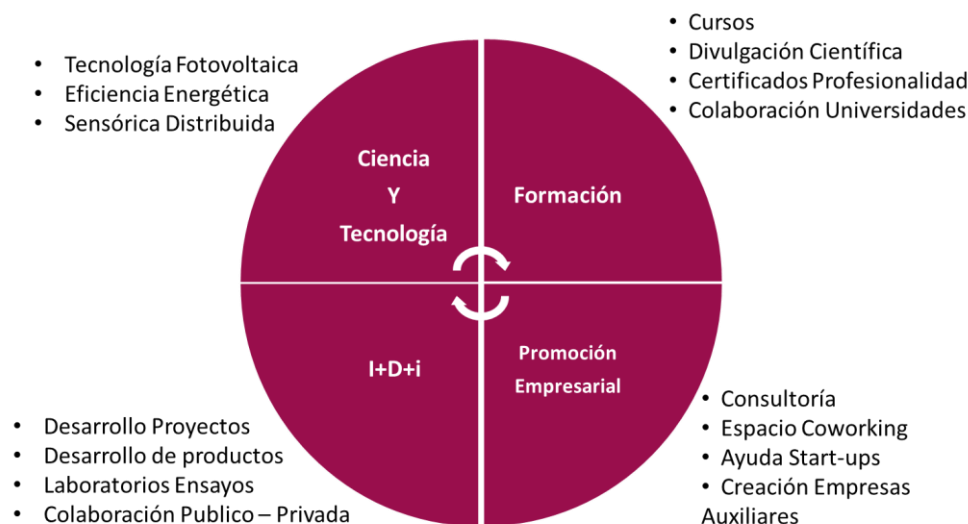 • Tecnología Fotovoltaica
• Eficiencia Energética
• Sensórica Distribuida
Ciencia
Y
Tecnología
• Cursos
• Divulgación Científica
• Certificados Profesionalidad
• Colaboración Universidades
Formación
I+D+i
• Desarrollo Proyectos
• Desarrollo de productos
• Laboratorios Ensayos
• Colaboración Publico – Privada
Promoción
Empresarial
• Consultoría
• Espacio Coworking
• Ayuda Start-ups
• Creación Empresas
Auxiliares